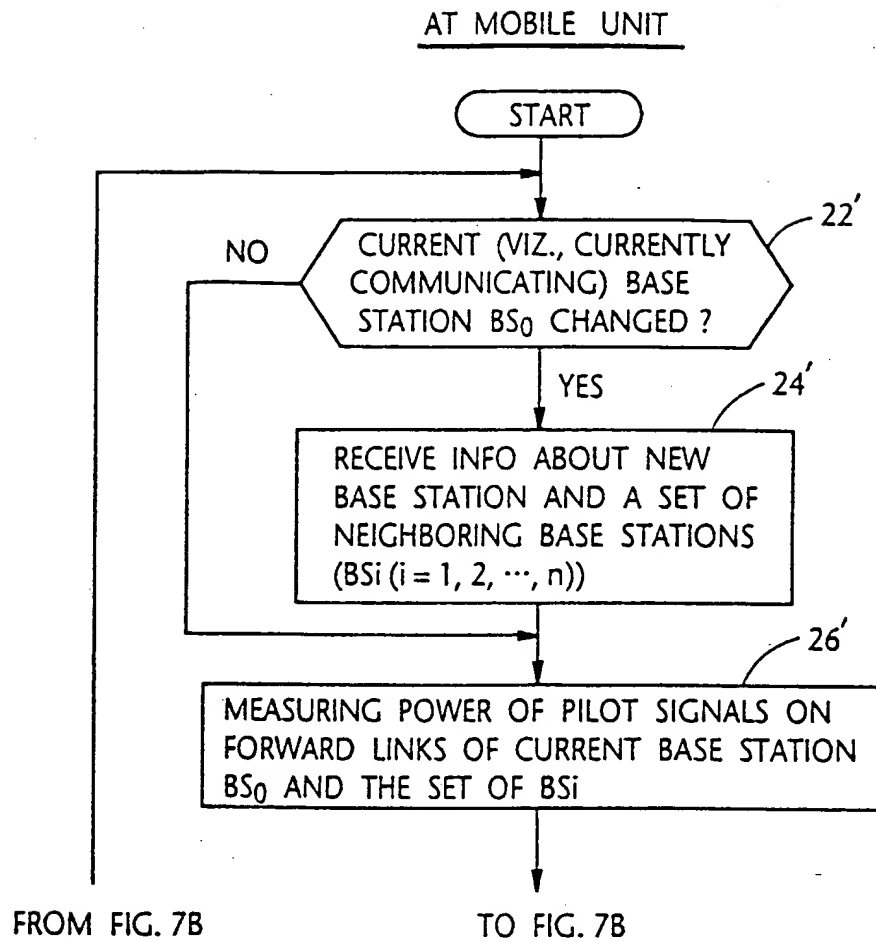 AT MOBILE UNIT
START
22'
NO
CURRENT (VIZ., CURRENTLY
COMMUNICATING) BASE
STATION BS0 CHANGED ?
YES
24'
RECEIVE INFO ABOUT NEW
BASE STATION AND A SET OF
NEIGHBORING BASE STATIONS
(BSi (i = 1, 2, ···, n))
26'
MEASURING POWER OF PILOT SIGNALS ON
FORWARD LINKS OF CURRENT BASE STATION
BS0 AND THE SET OF BSi
FROM FIG. 7B
TO FIG. 7B